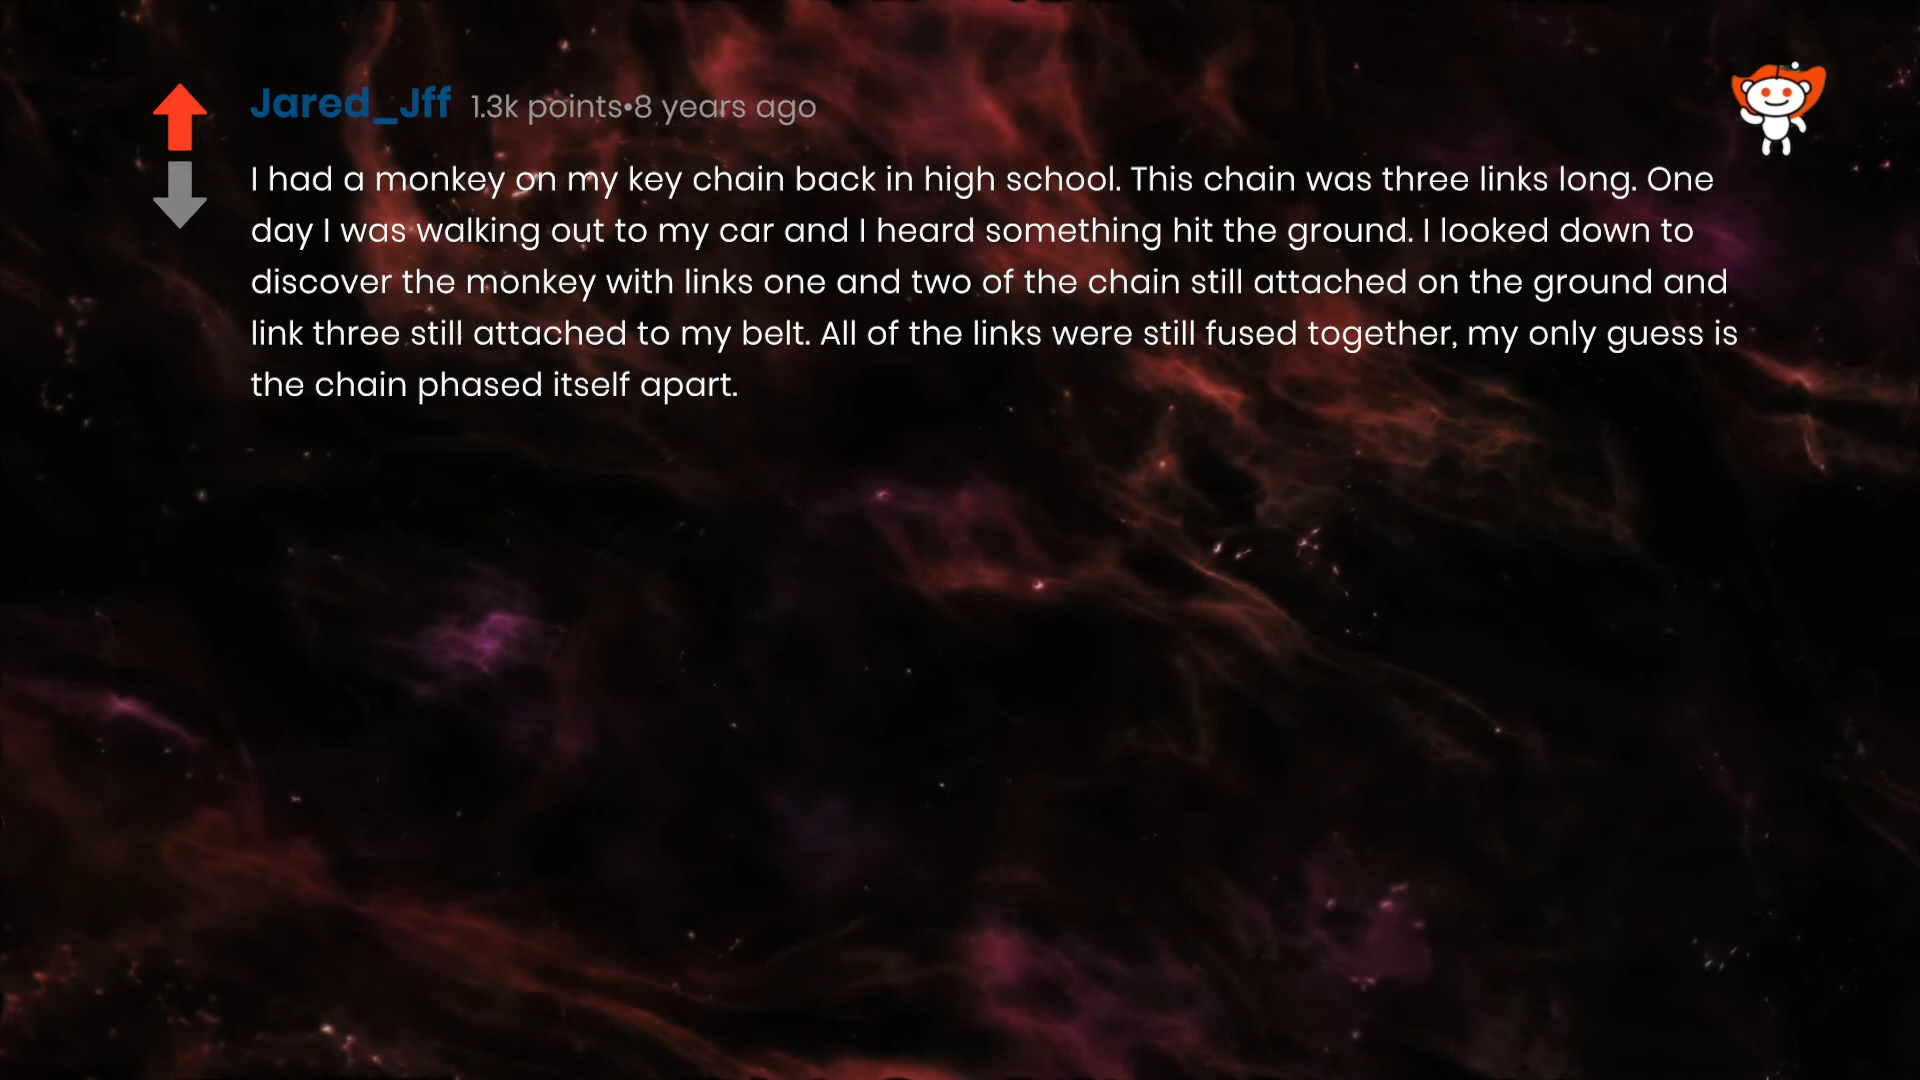 Jared_Jff 1.3k points•8 years ago
I had a monkey on my key chain back in high school. This chain was three links long. One
day I was walking out to my car and I heard something hit the ground. I looked down to
discover the monkey with links one and two of the chain still attached on the ground and
link three still attached to my belt. All of the links were still fused together, my only guess is
the chain phased itself apart.